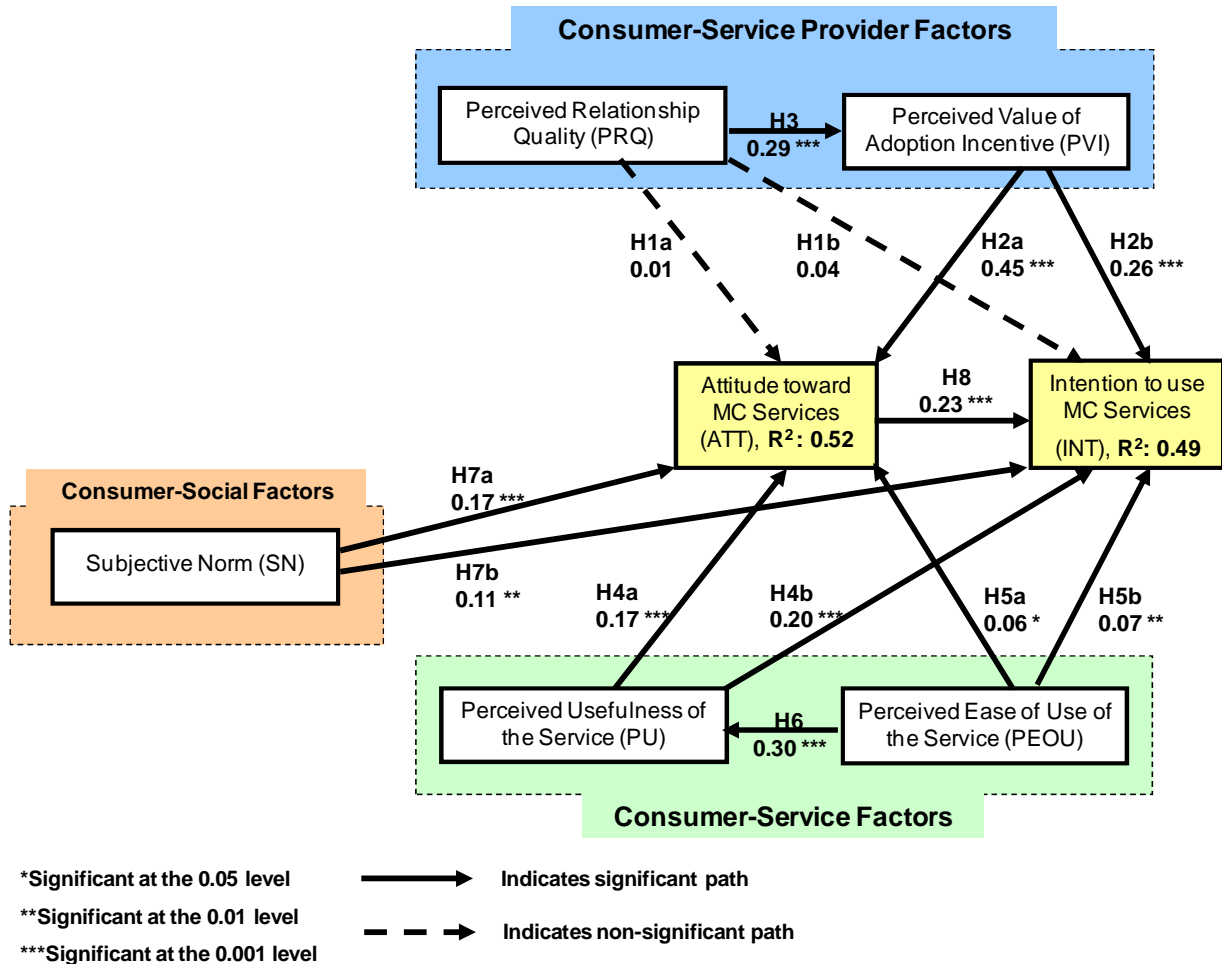 Consumer-Service Provider Factors
Perceived Relationship
Quality (PRQ)
H3
0.29 ***
Perceived Value of
Adoption Incentive (PVI)
H1a
0.01
H1b
0.04
H2a
0.45 ***
H2b
0.26 ***
Attitude toward
MC Services
(ATT), R²: 0.52
H8
0.23 ***
Intention to use
MC Services
(INT), R²: 0.49
Consumer-Social Factors
Subjective Norm (SN)
H7a
0.17 ***
H7b
0.11 **
H4a
0.17 ***
H4b
0.20 ***
H5a
0.06 *
H5b
0.07 **
Perceived Usefulness of
the Service (PU)
H6
0.30 ***
Perceived Ease of Use of
the Service (PEOU)
Consumer-Service Factors
*Significant at the 0.05 level
Indicates significant path
**Significant at the 0.01 level
Indicates non-significant path
***Significant at the 0.001 level